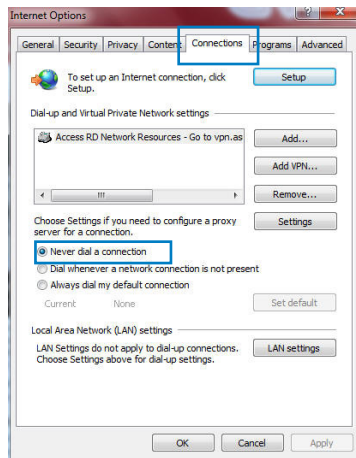 Internet Options
General Security Privacy Content Connections Programs Advanced
To set up an Internet connection, click
Setup.
Setup
Dial-up and Virtual Private Network settings
Access RD Network Resources - Go to vpn.as
Add...
Add VPN...
Remove...
Choose Settings if you need to configure a proxy
server for a connection.
Settings
Never dial a connection
Dial whenever a network connection is not present
Always dial my default connection
Current None
Set default
Local Area Network (LAN) settings
LAN Settings do not apply to dial-up connections.
Choose Settings above for dial-up settings.
LAN settings
OK Cancel Apply